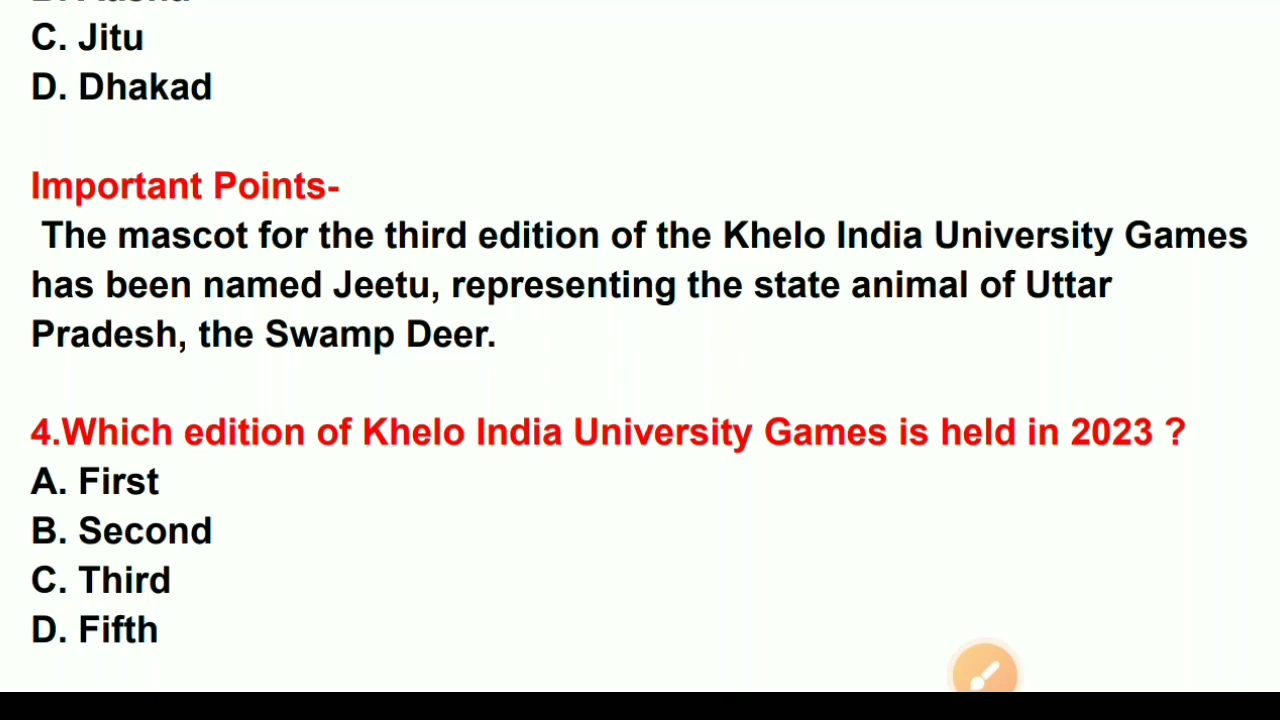 C. Jitu
D. Dhakad
Important Points-
The mascot for the third edition of the Khelo India University Games
has been named Jeetu, representing the state animal of Uttar
Pradesh, the Swamp Deer.
4.Which edition of Khelo India University Games is held in 2023 ?
A. First
B. Second
C. Third
D. Fifth